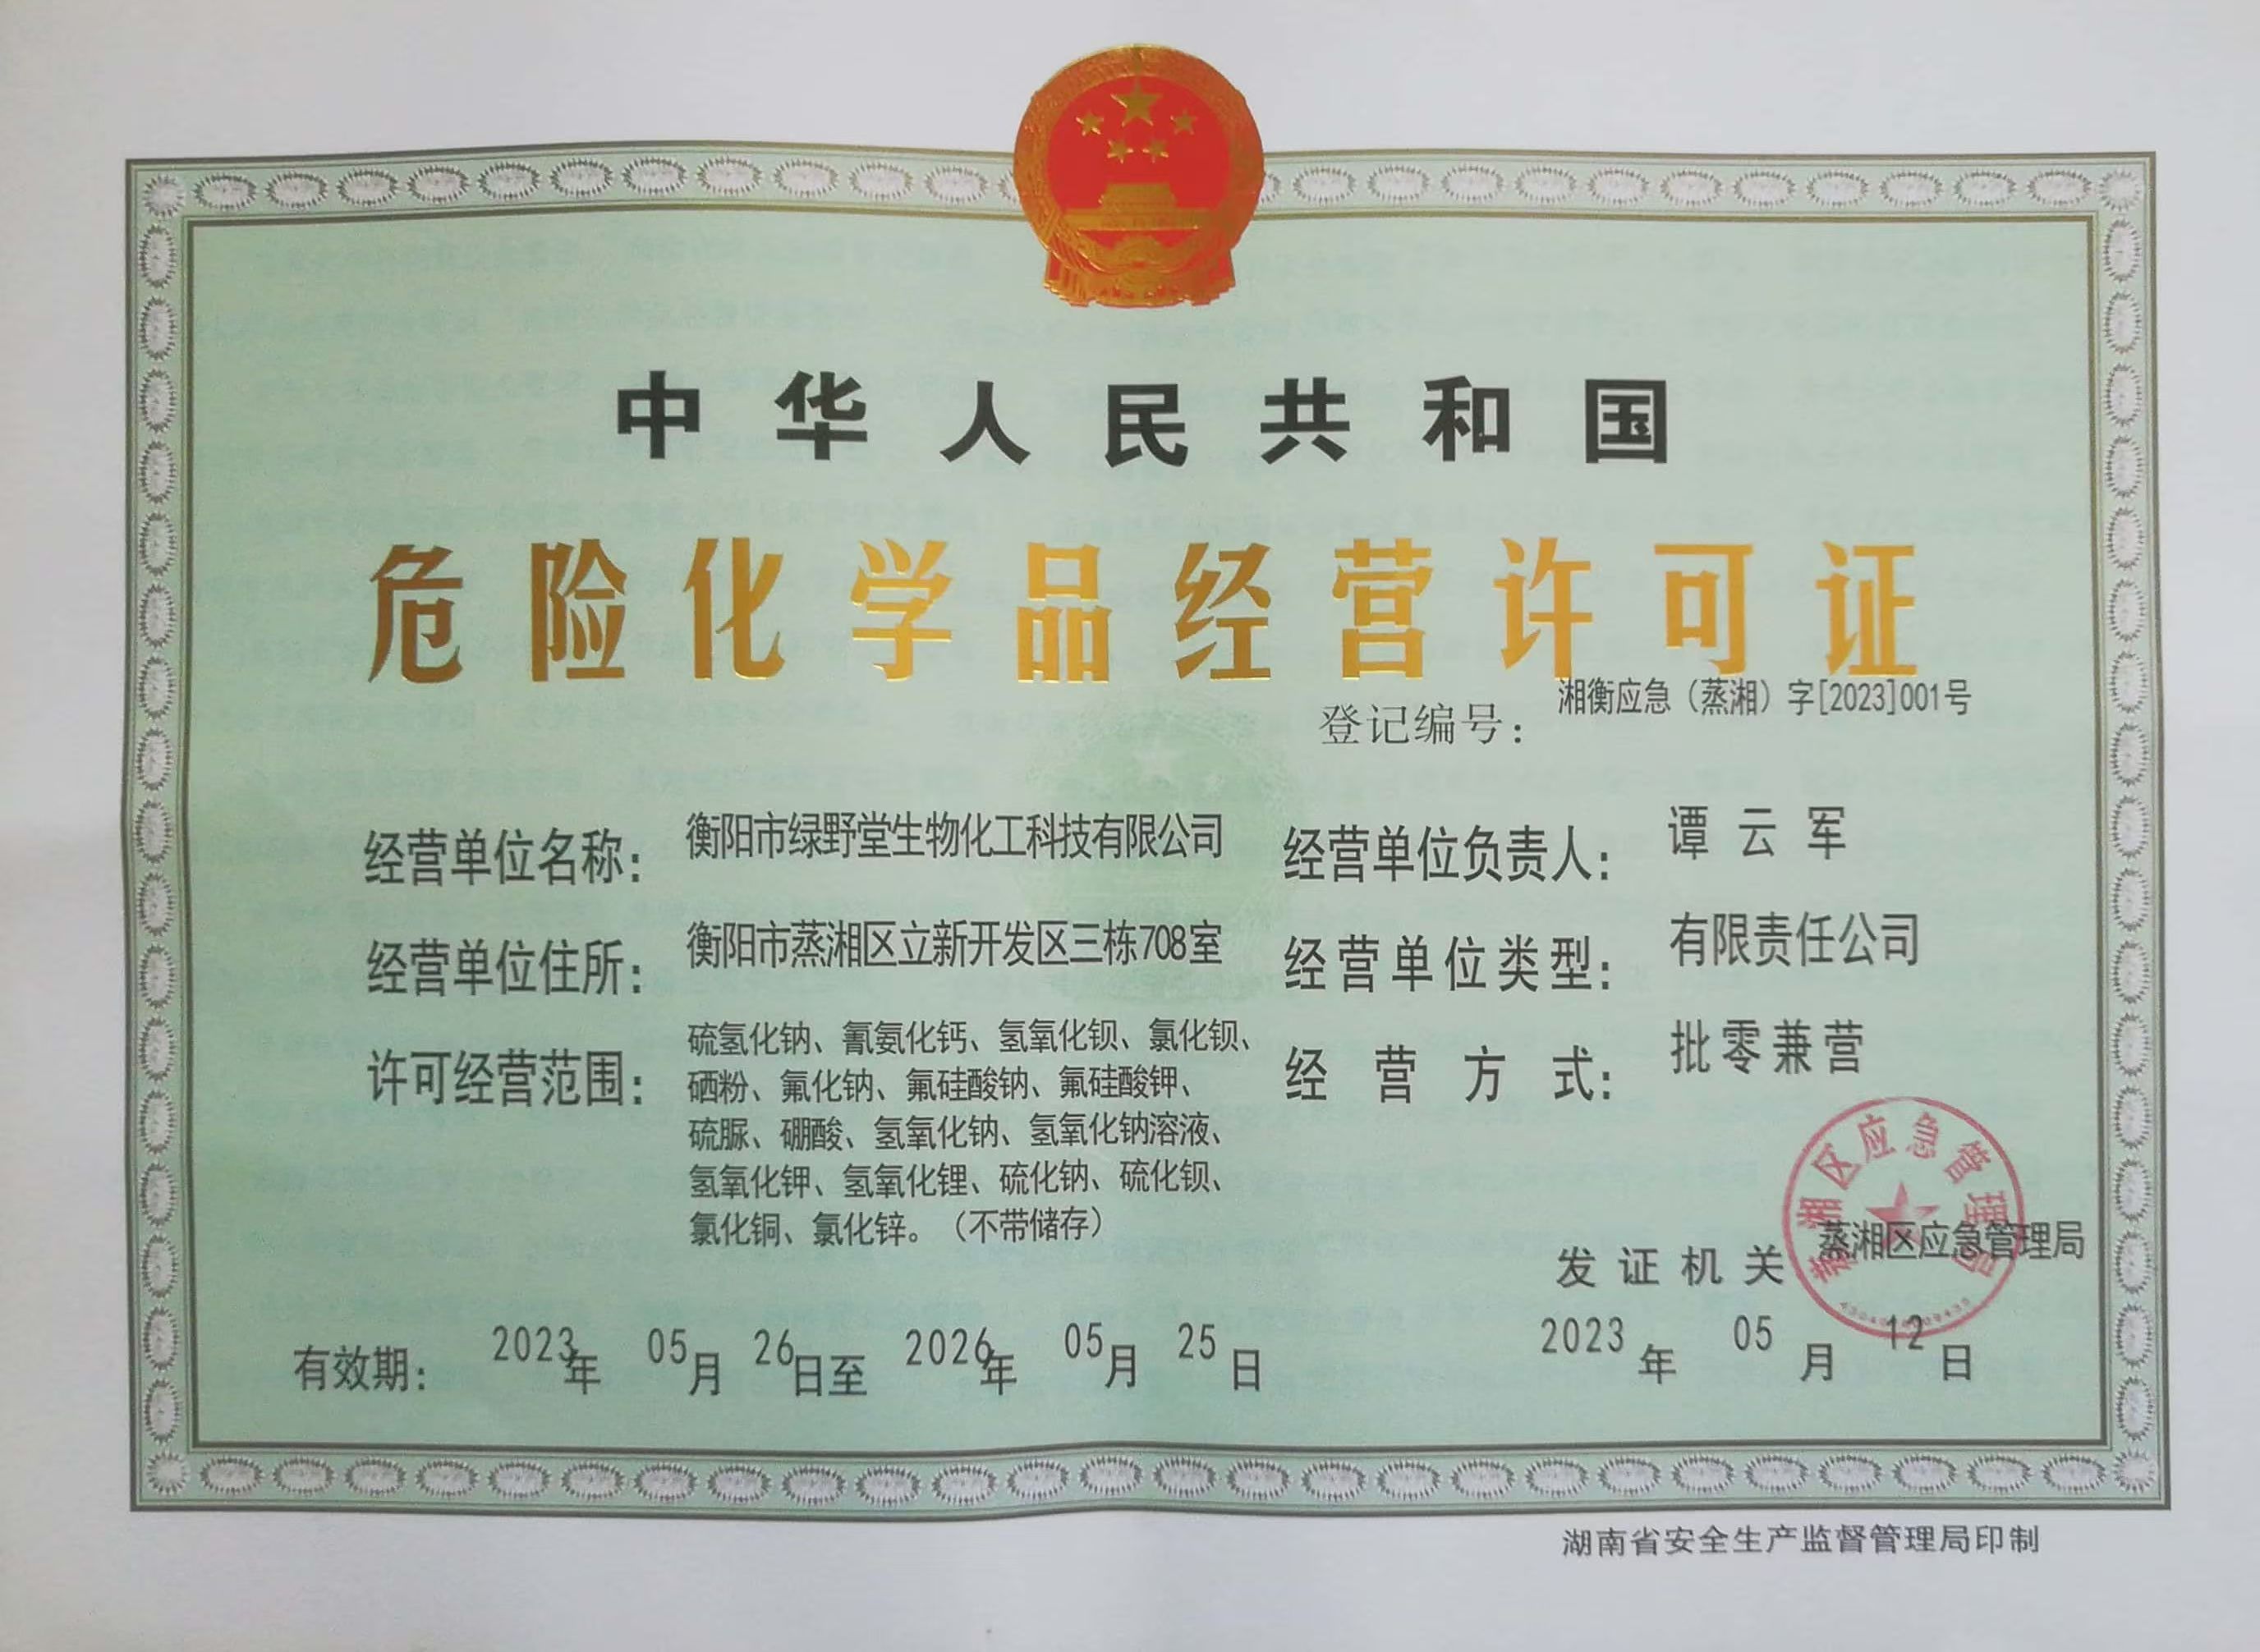 中华人民共和国
危险化学品经营许可证
登记编号：湘衡应急（蒸湘）字[2023]001号
经营单位名称：衡阳市绿野堂生物化工科技有限公司
经营单位负责人：谭云军
经营单位住所：衡阳市蒸湘区立新开发区三栋708室
经营单位类型：有限责任公司
许可经营范围：硫氢化钠、氰氨化钙、氢氧化钡、氯化钡、
硒粉、氟化钠、氟硅酸钠、氟硅酸钾、
硫脲、硼酸、氢氧化钠、氢氧化钠溶液、
氢氧化钾、氢氧化锂、硫化钠、硫化钡、
氯化铜、氯化锌。（不带储存）
经营方式：批零兼营
蒸湘区应急管理局
发证机关 蒸湘区应急管理局
有效期：2023年05月26日至2026年05月25日
2023年05月12日
湖南省安全生产监督管理局印制